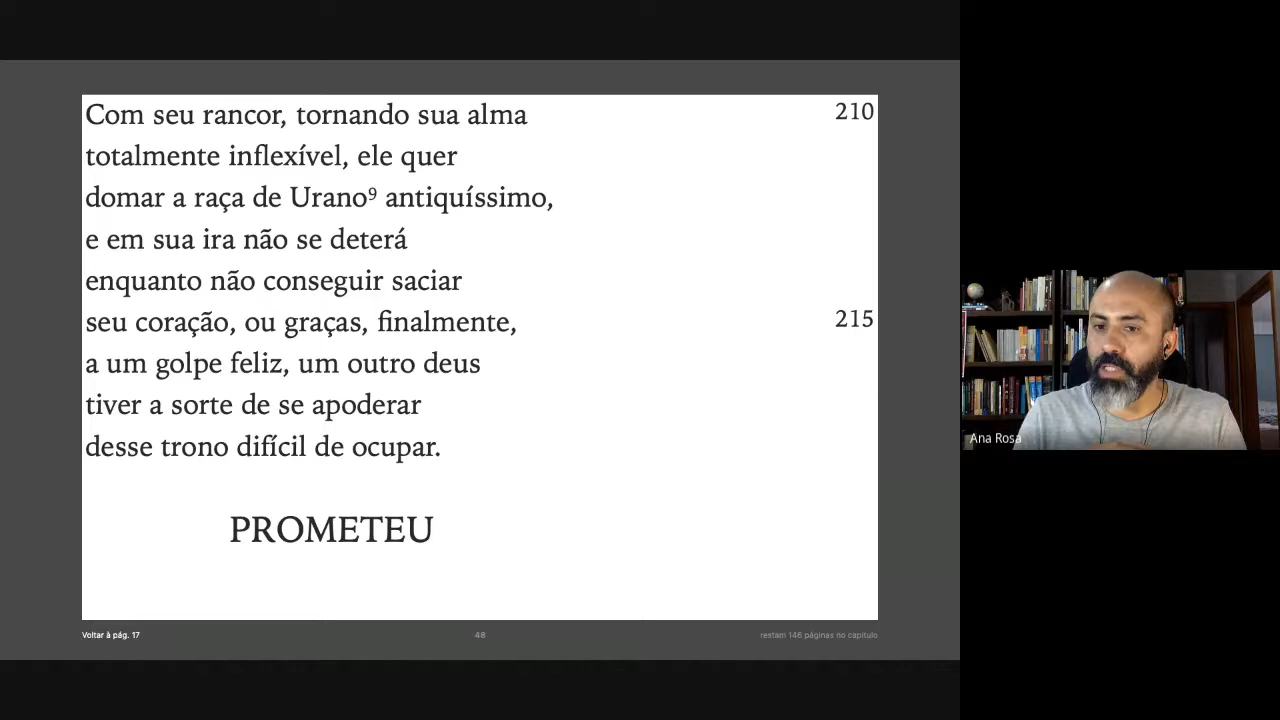 Com seu rancor, tornando sua alma 210
totalmente inflexível, ele quer
domar a raça de Urano⁹ antiquíssimo,
e em sua ira não se deterá
enquanto não conseguir saciar
seu coração, ou graças, finalmente, 215
a um golpe feliz, um outro deus
tiver a sorte de se apoderar
desse trono difícil de ocupar.
PROMETEU
Voltar à pág. 17 48 restam 146 páginas no capítulo
Ana Rosa